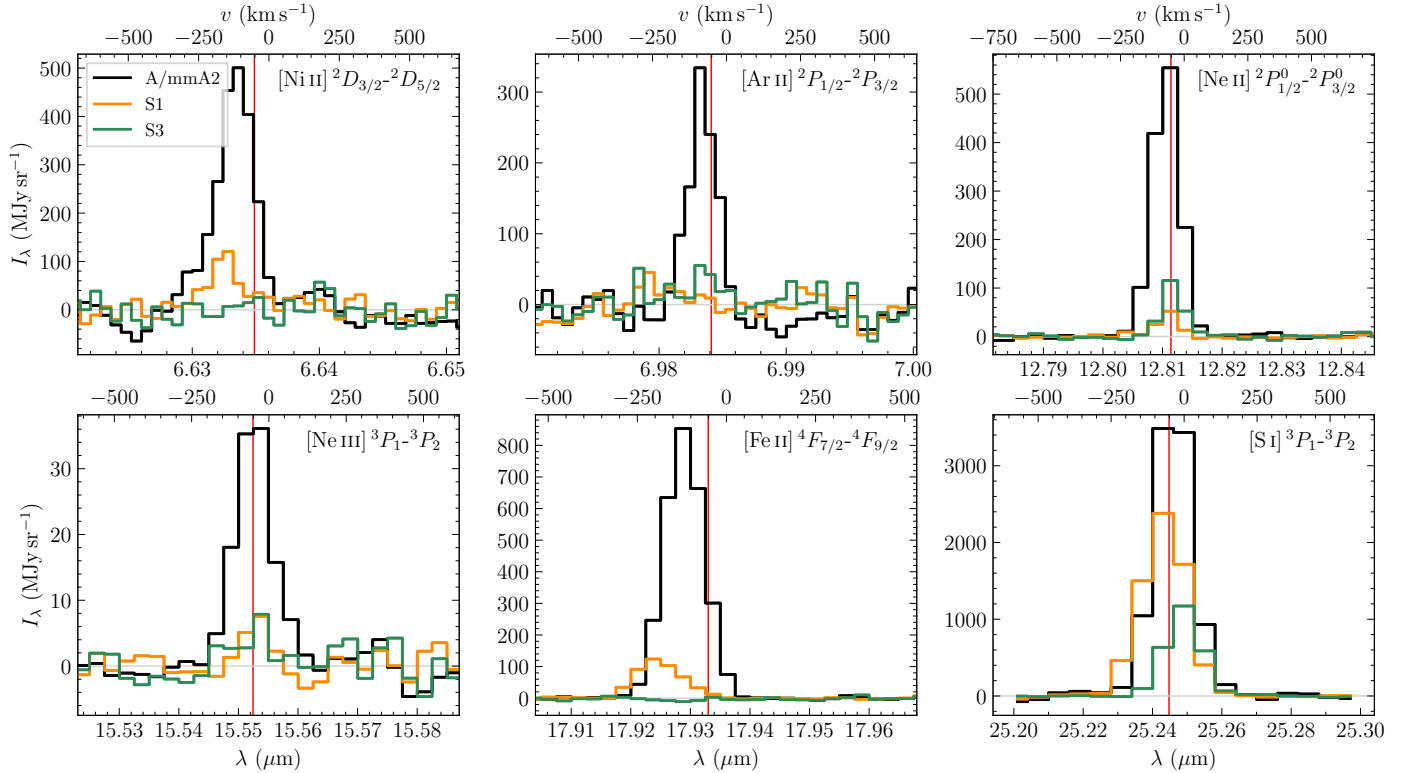 v (km s⁻¹) v (km s⁻¹) v (km s⁻¹)
−500 −250 0 250 500 −500 −250 0 250 500 −750 −500 −250 0 250 500
A/mmA2
S1
S3
[Ni II] ²D₃/₂-²D₅/₂
[Ar II] ²P₁/₂-²P₃/₂
[Ne II] ²P⁰₁/₂-²P⁰₃/₂
I_λ (MJy sr⁻¹)
500
400
300
200
100
0
300
200
100
0
500
400
300
200
100
0
6.63 6.64 6.65 6.98 6.99 7.00 12.79 12.80 12.81 12.82 12.83 12.84
−500 −250 0 250 500 −500 −250 0 250 500 −500 0 500
[Ne III] ³P₁-³P₂
[Fe II] ⁴F₇/₂-⁴F₉/₂
[S I] ³P₁-³P₂
I_λ (MJy sr⁻¹)
36
24
12
0
800
700
600
500
400
300
200
100
0
3000
2000
1000
0
15.53 15.54 15.55 15.56 15.57 15.58 17.91 17.92 17.93 17.94 17.95 17.96 25.20 25.22 25.24 25.26 25.28 25.30
λ (μm) λ (μm) λ (μm)